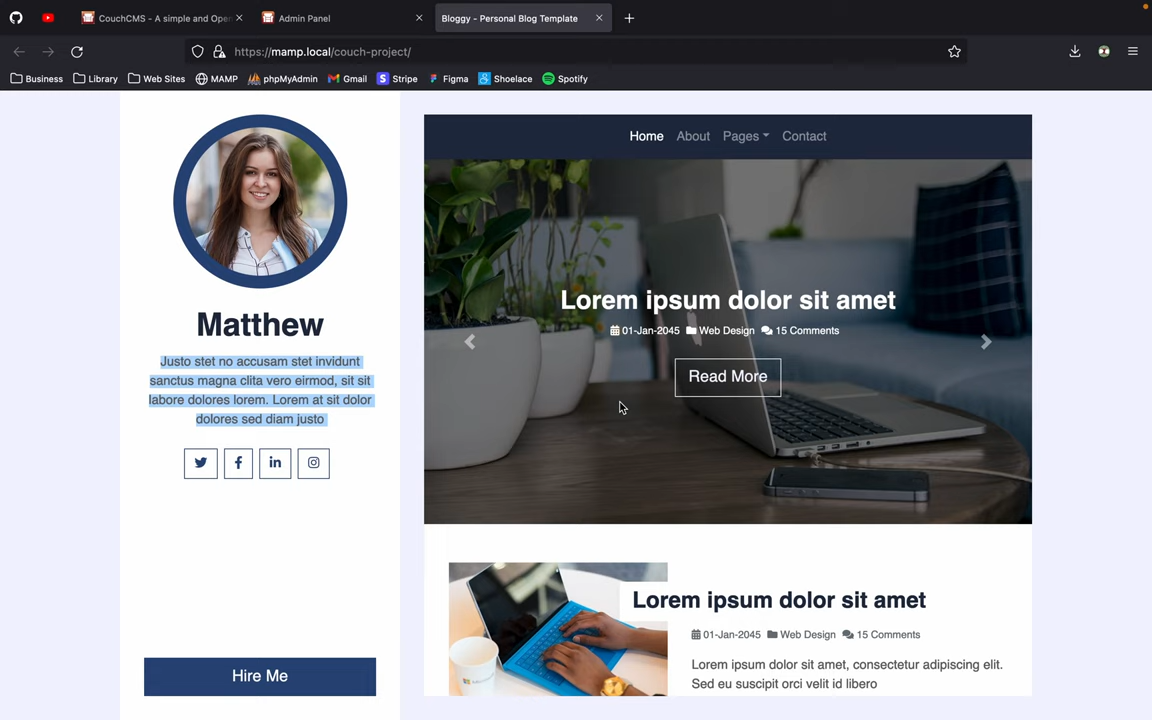 CouchCMS - A simple and Open
Admin Panel
Bloggy - Personal Blog Template
https://mamp.local/couch-project/
Business
Library
Web Sites
MAMP
phpMyAdmin
Gmail
Stripe
Figma
Shoelace
Spotify
Matthew
Justo stet no accusam stet invidunt
sanctus magna clita vero eirmod, sit sit
labore dolores lorem. Lorem at sit dolor
dolores sed diam justo
Hire Me
Home About Pages Contact
Lorem ipsum dolor sit amet
01-Jan-2045 Web Design 15 Comments
Read More
Lorem ipsum dolor sit amet
01-Jan-2045 Web Design 15 Comments
Lorem ipsum dolor sit amet, consectetur adipiscing elit.
Sed eu suscipit orci velit id libero